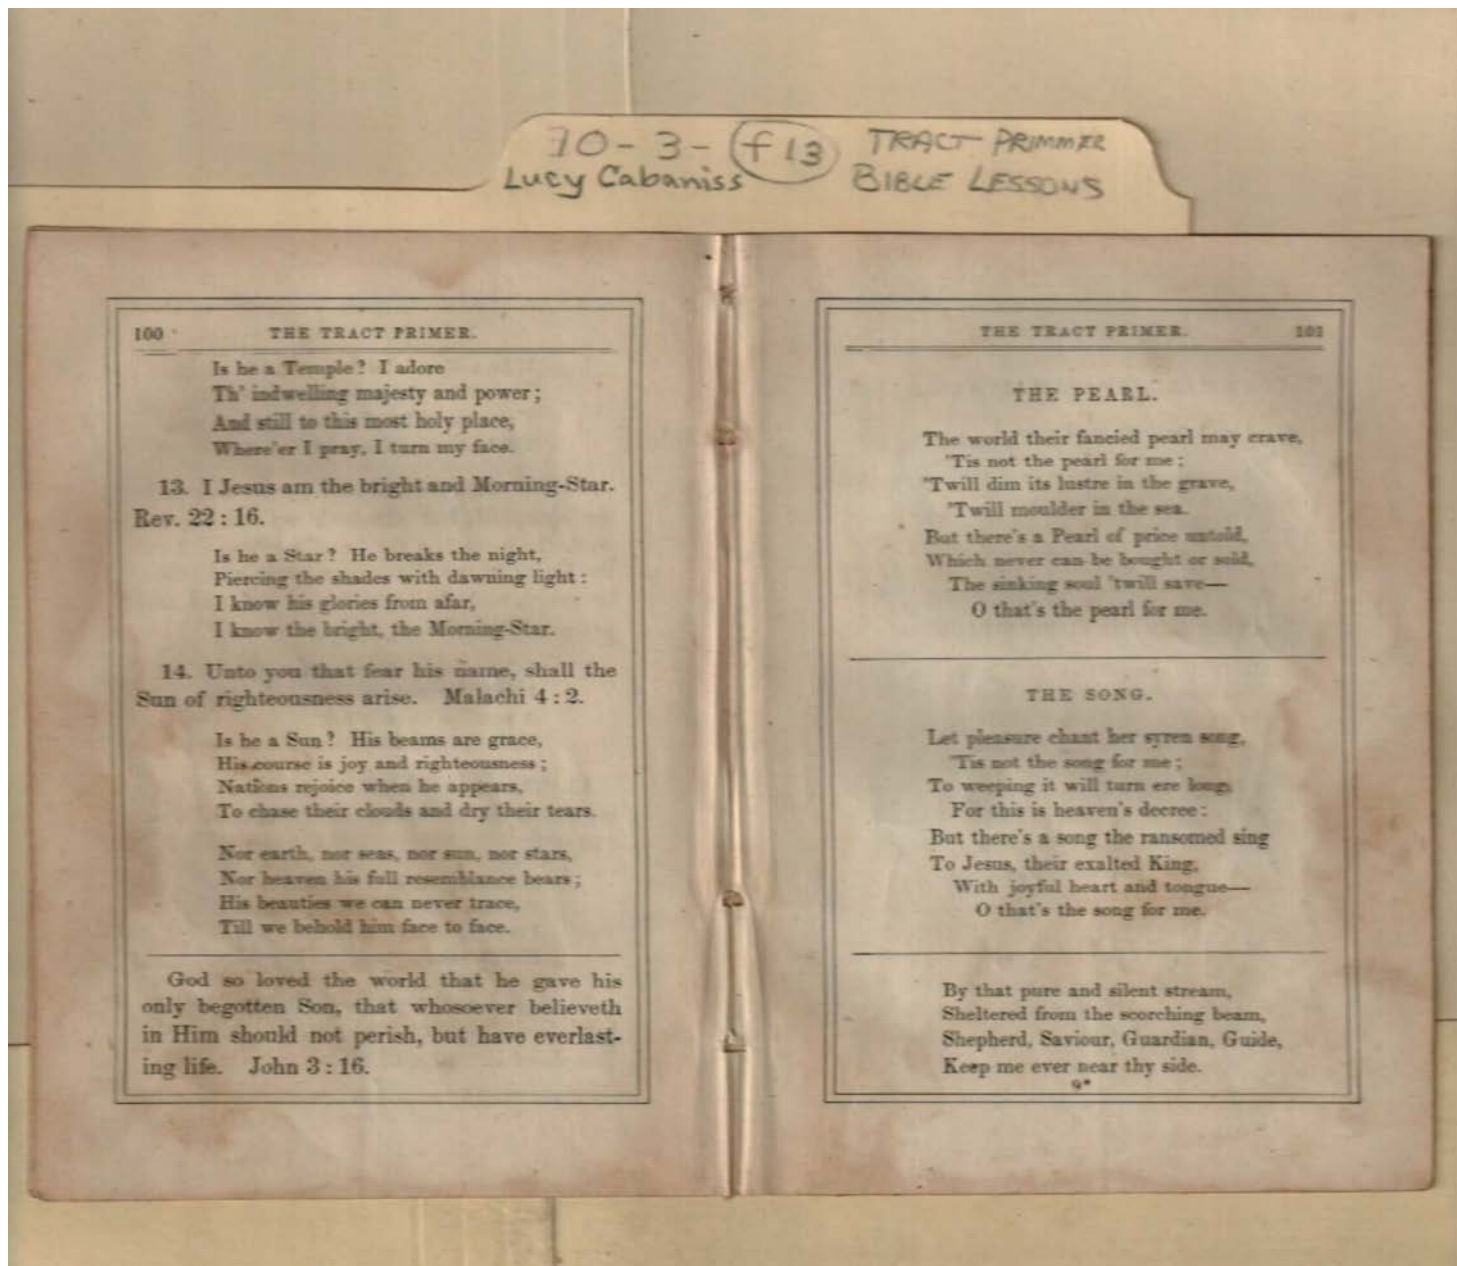 70-3-f13 TRACT PRIMMER
Lucy Cabaniss BIBLE LESSONS
100 THE TRACT PRIMER.
Is he a Temple? I adore
Th' indwelling majesty and power;
And still to this most holy place,
Where'er I pray, I turn my face.
13. I Jesus am the bright and Morning-Star.
Rev. 22 : 16.
Is he a Star? He breaks the night,
Piercing the shades with dawning light :
I know his glories from afar,
I know the bright, the Morning-Star.
14. Unto you that fear his name, shall the
Sun of righteousness arise. Malachi 4 : 2.
Is he a Sun? His beams are grace,
His course is joy and righteousness;
Nations rejoice when he appears,
To chase their clouds and dry their tears.
Nor earth, nor seas, nor sun, nor stars,
Nor heaven his full resemblance bears;
His beauties we can never trace,
Till we behold him face to face.
God so loved the world that he gave his
only begotten Son, that whosoever believeth
in Him should not perish, but have everlast-
ing life. John 3 : 16.
THE TRACT PRIMER. 101
THE PEARL.
The world their fancied pearl may crave,
'Tis not the pearl for me;
'Twill dim its lustre in the grave,
'Twill moulder in the sea.
But there's a Pearl of price untold,
Which never can be bought or sold,
The sinking soul 'twill save—
O that's the pearl for me.
THE SONG.
Let pleasure chant her syren song,
'Tis not the song for me;
To weeping it will turn ere long,
For this is heaven's decree:
But there's a song the ransomed sing
To Jesus, their exalted King,
With joyful heart and tongue—
O that's the song for me.
By that pure and silent stream,
Sheltered from the scorching beam,
Shepherd, Saviour, Guardian, Guide,
Keep me ever near thy side.
9*